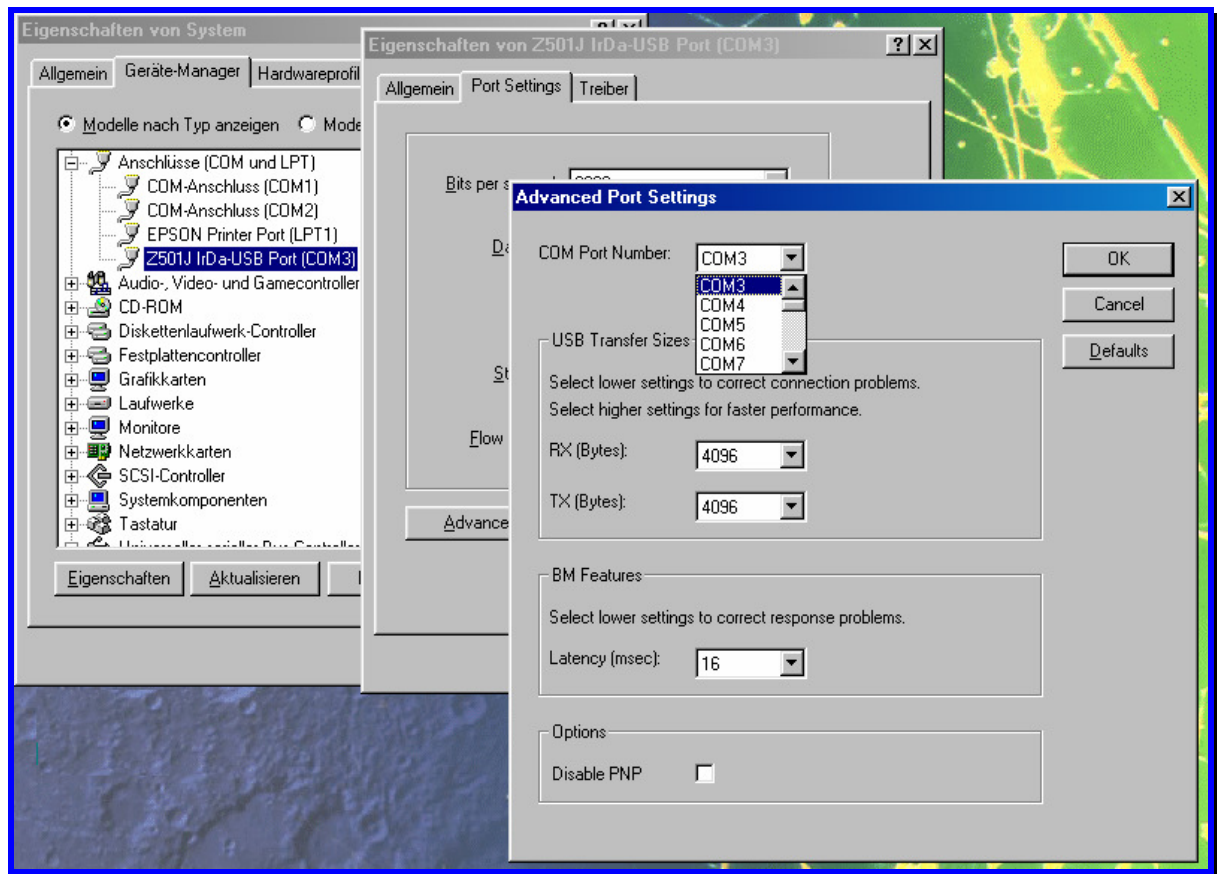 Eigenschaften von System
Allgemein Geräte-Manager Hardwareprofil
Modelle nach Typ anzeigen
Anschlüsse (COM und LPT)
COM-Anschluss (COM1)
COM-Anschluss (COM2)
EPSON Printer Port (LPT1)
Z501J IrDa-USB Port (COM3)
Audio-, Video- und Gamecontroller
CD-ROM
Diskettenlaufwerk-Controller
Festplattencontroller
Grafikkarten
Laufwerke
Monitore
Netzwerkkarten
SCSI-Controller
Systemkomponenten
Tastatur
Eigenschaften Aktualisieren
Eigenschaften von Z501J IrDa-USB Port (COM3)
Allgemein Port Settings Treiber
Bits per s
Da
St
Flow
Advance
Advanced Port Settings
COM Port Number: COM3
COM3
COM4
COM5
COM6
COM7
OK
Cancel
Defaults
USB Transfer Sizes
Select lower settings to correct connection problems.
Select higher settings for faster performance.
RX (Bytes): 4096
TX (Bytes): 4096
BM Features
Select lower settings to correct response problems.
Latency (msec): 16
Options
Disable PNP